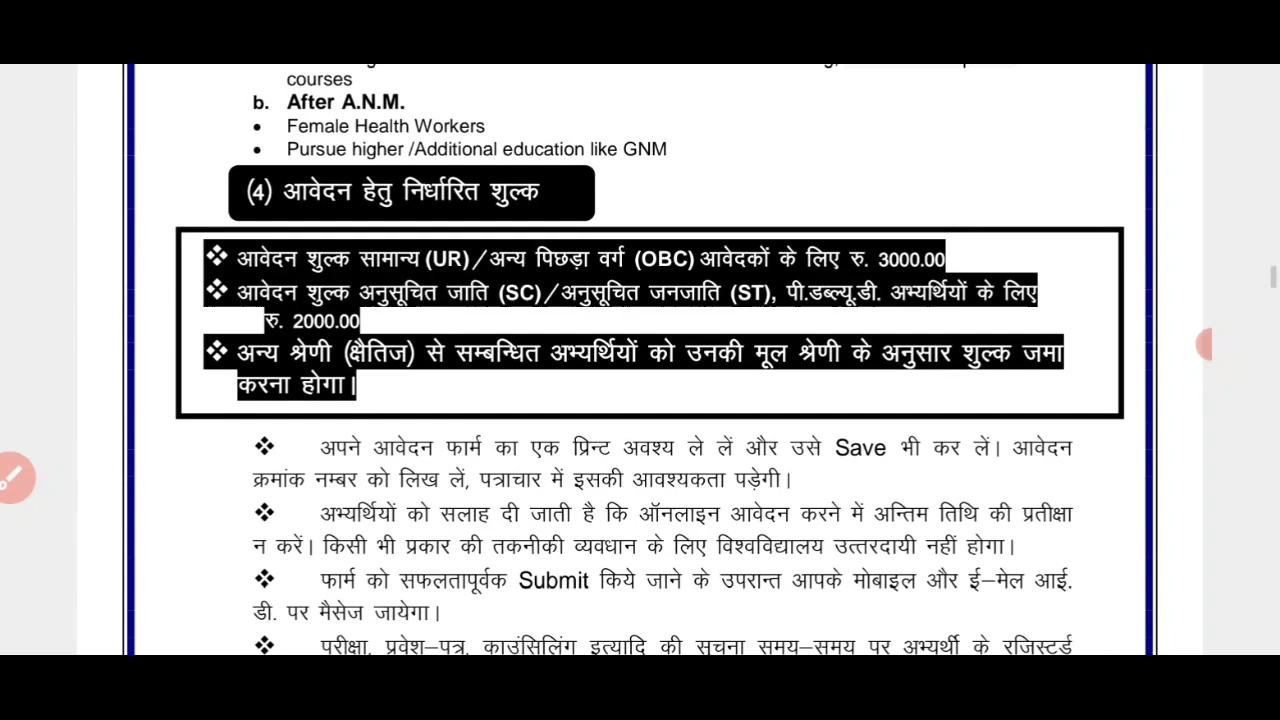 courses
b. After A.N.M.
• Female Health Workers
• Pursue higher /Additional education like GNM
(4) आवेदन हेतु निर्धारित शुल्क
❖ आवेदन शुल्क सामान्य (UR)/अन्य पिछड़ा वर्ग (OBC) आवेदकों के लिए रु. 3000.00
❖ आवेदन शुल्क अनुसूचित जाति (SC)/अनुसूचित जनजाति (ST), पी.डब्ल्यू.डी. अभ्यर्थियों के लिए
रु. 2000.00
❖ अन्य श्रेणी (क्षैतिज) से सम्बन्धित अभ्यर्थियों को उनकी मूल श्रेणी के अनुसार शुल्क जमा
करना होगा।
❖ अपने आवेदन फार्म का एक प्रिन्ट अवश्य ले लें और उसे Save भी कर लें। आवेदन
क्रमांक नम्बर को लिख लें, पत्राचार में इसकी आवश्यकता पड़ेगी।
❖ अभ्यर्थियों को सलाह दी जाती है कि ऑनलाइन आवेदन करने में अन्तिम तिथि की प्रतीक्षा
न करें। किसी भी प्रकार की तकनीकी व्यवधान के लिए विश्वविद्यालय उत्तरदायी नहीं होगा।
❖ फार्म को सफलतापूर्वक Submit किये जाने के उपरान्त आपके मोबाइल और ई–मेल आई.
डी. पर मैसेज जायेगा।
❖ परीक्षा, प्रवेश–पत्र, काउंसिलिंग इत्यादि की सूचना समय–समय पर अभ्यर्थी के रजिस्टर्ड